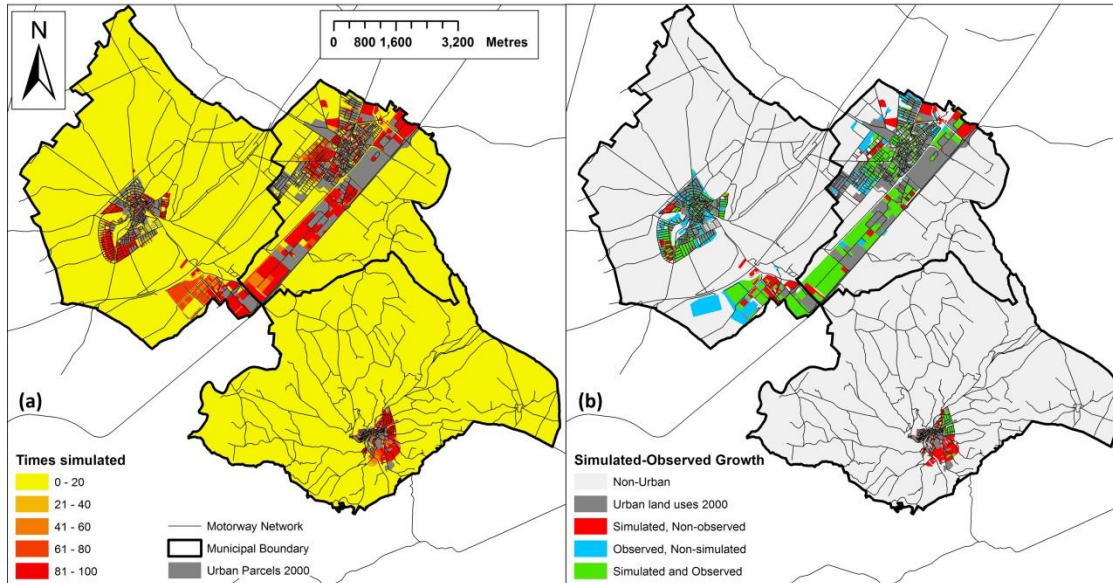 N
0 800 1,600 3,200 Metres
(a)
Times simulated
0 - 20
21 - 40
41 - 60
61 - 80
81 - 100
Motorway Network
Municipal Boundary
Urban Parcels 2000
(b)
Simulated-Observed Growth
Non-Urban
Urban land uses 2000
Simulated, Non-observed
Observed, Non-simulated
Simulated and Observed